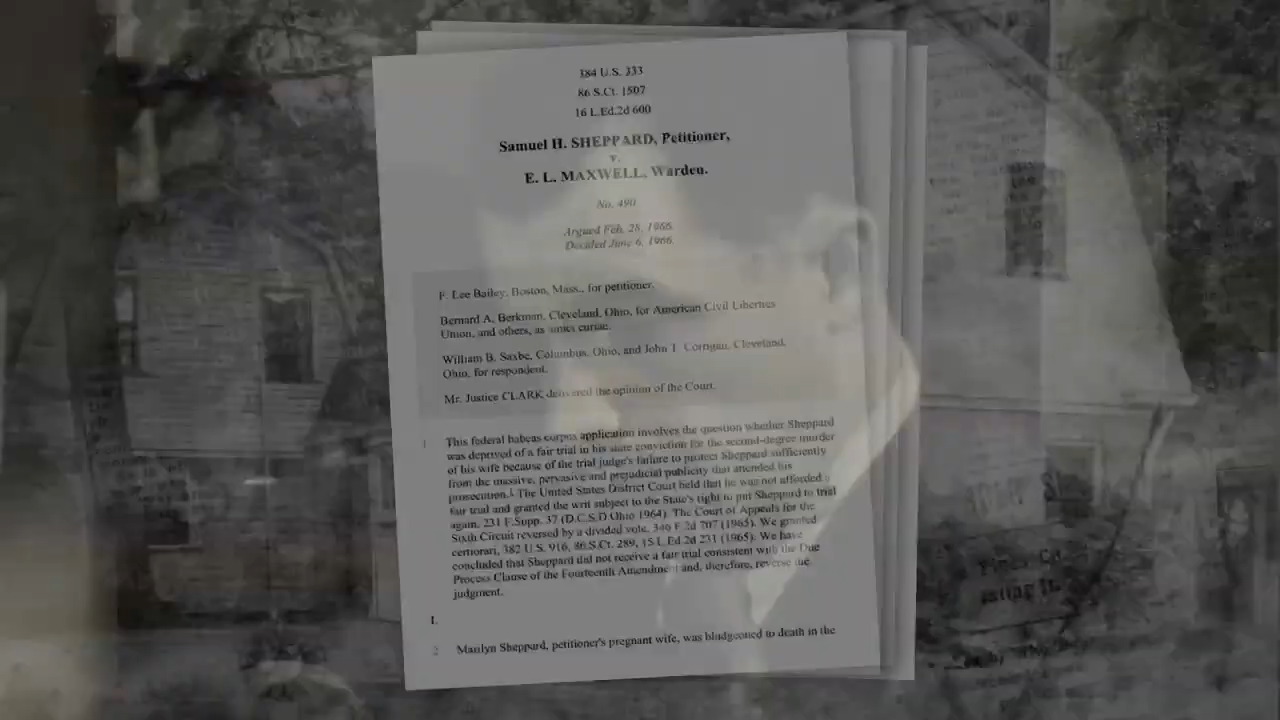 384 U.S. 333
86 S.Ct. 1507
16 L.Ed.2d 600
Samuel H. SHEPPARD, Petitioner,
v.
E. L. MAXWELL, Warden.
No. 490.
Argued Feb. 28, 1966.
Decided June 6, 1966.
F. Lee Bailey, Boston, Mass., for petitioner.
Bernard A. Berkman, Cleveland, Ohio, for American Civil Liberties
Union, and others, as amici curiae.
William B. Saxbe, Columbus, Ohio, and John T. Corrigan, Cleveland,
Ohio, for respondent.
Mr. Justice CLARK delivered the opinion of the Court.
1 This federal habeas corpus application involves the question whether Sheppard
was deprived of a fair trial in his state conviction for the second-degree murder
of his wife because of the trial judge's failure to protect Sheppard sufficiently
from the massive, pervasive and prejudicial publicity that attended his
prosecution.1 The United States District Court held that he was not afforded a
fair trial and granted the writ subject to the State's right to put Sheppard to trial
again, 231 F.Supp. 37 (D.C.S.D.Ohio 1964). The Court of Appeals for the
Sixth Circuit reversed by a divided vote, 346 F.2d 707 (1965). We granted
certiorari, 382 U.S. 916, 86 S.Ct. 289, 15 L.Ed.2d 231 (1965). We have
concluded that Sheppard did not receive a fair trial consistent with the Due
Process Clause of the Fourteenth Amendment and, therefore, reverse the
judgment.
I.
2 Marilyn Sheppard, petitioner's pregnant wife, was bludgeoned to death in the